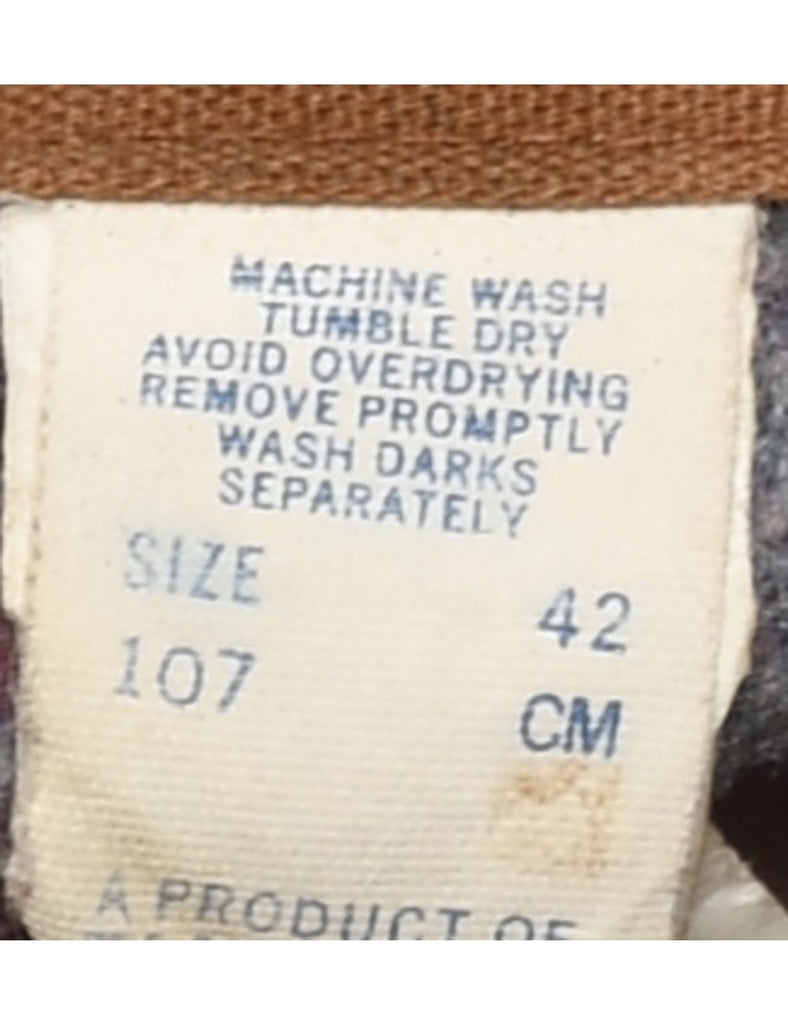 MACHINE WASH
TUMBLE DRY
AVOID OVERDRYING
REMOVE PROMPTLY
WASH DARKS
SEPARATELY
SIZE 42
107 CM
A PRODUCT OF